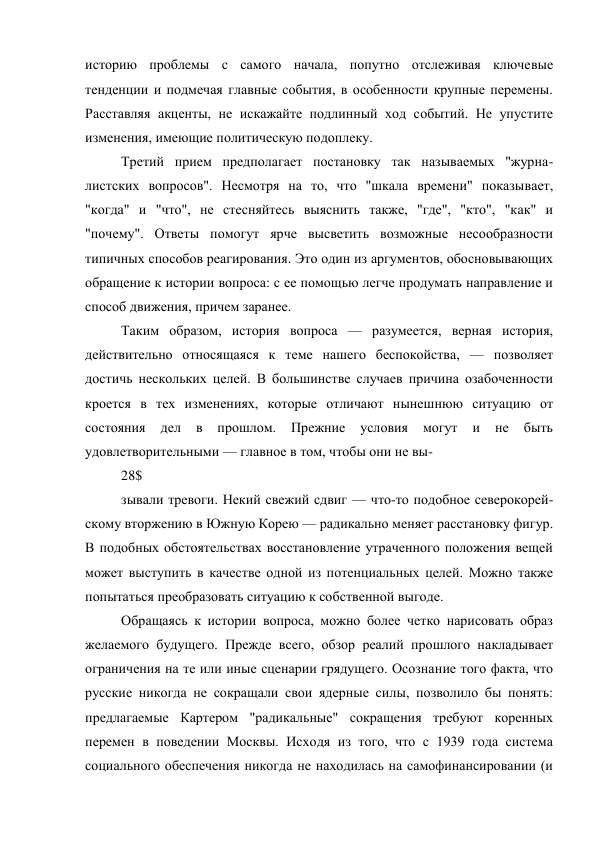 историю проблемы с самого начала, попутно отслеживая ключевые
тенденции и подмечая главные события, в особенности крупные перемены.
Расставляя акценты, не искажайте подлинный ход событий. Не упустите
изменения, имеющие политическую подоплеку.
Третий прием предполагает постановку так называемых "журна-
листских вопросов". Несмотря на то, что "шкала времени" показывает,
"когда" и "что", не стесняйтесь выяснить также, "где", "кто", "как" и
"почему". Ответы помогут ярче высветить возможные несообразности
типичных способов реагирования. Это один из аргументов, обосновывающих
обращение к истории вопроса: с ее помощью легче продумать направление и
способ движения, причем заранее.
Таким образом, история вопроса — разумеется, верная история,
действительно относящаяся к теме нашего беспокойства, — позволяет
достичь нескольких целей. В большинстве случаев причина озабоченности
кроется в тех изменениях, которые отличают нынешнюю ситуацию от
состояния дел в прошлом. Прежние условия могут и не быть
удовлетворительными — главное в том, чтобы они не вы-
28$
зывали тревоги. Некий свежий сдвиг — что-то подобное северокорей-
скому вторжению в Южную Корею — радикально меняет расстановку фигур.
В подобных обстоятельствах восстановление утраченного положения вещей
может выступить в качестве одной из потенциальных целей. Можно также
попытаться преобразовать ситуацию к собственной выгоде.
Обращаясь к истории вопроса, можно более четко нарисовать образ
желаемого будущего. Прежде всего, обзор реалий прошлого накладывает
ограничения на те или иные сценарии грядущего. Осознание того факта, что
русские никогда не сокращали свои ядерные силы, позволило бы понять:
предлагаемые Картером "радикальные" сокращения требуют коренных
перемен в поведении Москвы. Исходя из того, что с 1939 года система
социального обеспечения никогда не находилась на самофинансировании (и